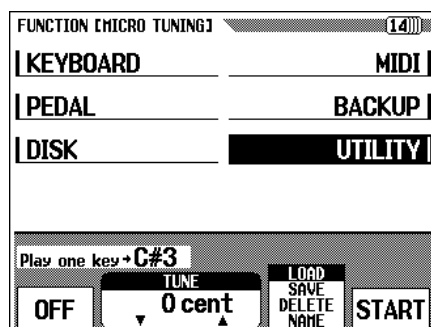 FUNCTION [MICRO TUNING] 14
KEYBOARD MIDI
PEDAL BACKUP
DISK UTILITY
Play one key→C#3
TUNE
OFF ▼ 0 cent ▲
LOAD
SAVE
DELETE
NAME
START